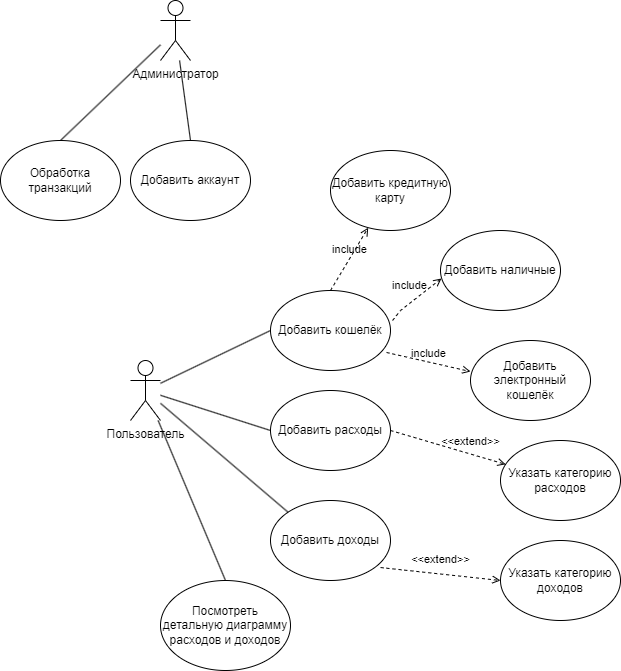 Администратор
Обработка
транзакций
Добавить аккаунт
Добавить кредитную
карту
include
Добавить наличные
include
Добавить кошелёк
include
Добавить
электронный
кошелёк
Пользователь
Добавить расходы
<<extend>>
Указать категорию
расходов
Добавить доходы
<<extend>>
Указать категорию
доходов
Посмотреть
детальную диаграмму
расходов и доходов